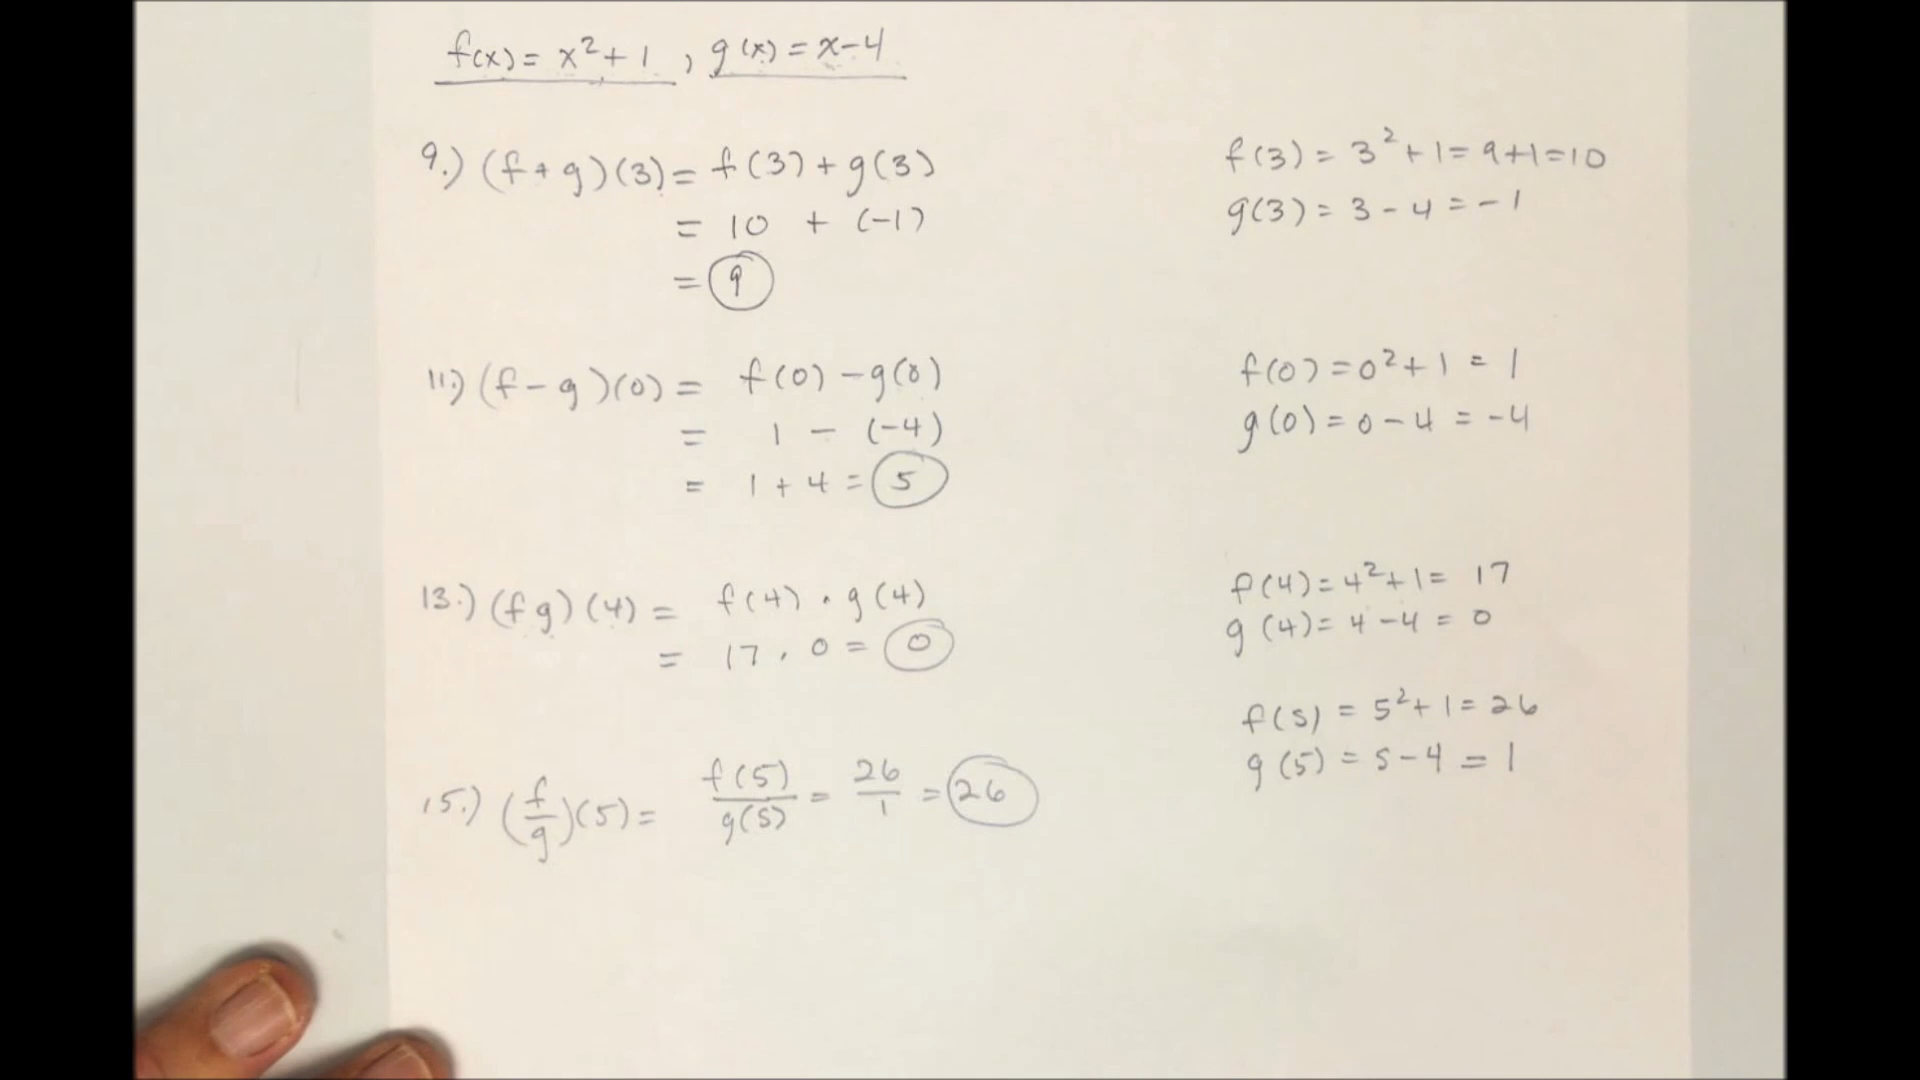 f(x) = x² + 1 , g(x) = x - 4
9.) (f + g)(3) = f(3) + g(3)
= 10 + (-1)
= 9
f(3) = 3² + 1 = 9 + 1 = 10
g(3) = 3 - 4 = -1
11.) (f - g)(0) = f(0) - g(0)
= 1 - (-4)
= 1 + 4 = 5
f(0) = 0² + 1 = 1
g(0) = 0 - 4 = -4
13.) (fg)(4) = f(4) · g(4)
= 17 · 0 = 0
f(4) = 4² + 1 = 17
g(4) = 4 - 4 = 0
15.) (f/g)(5) = f(5)/g(5) = 26/1 = 26
f(5) = 5² + 1 = 26
g(5) = 5 - 4 = 1